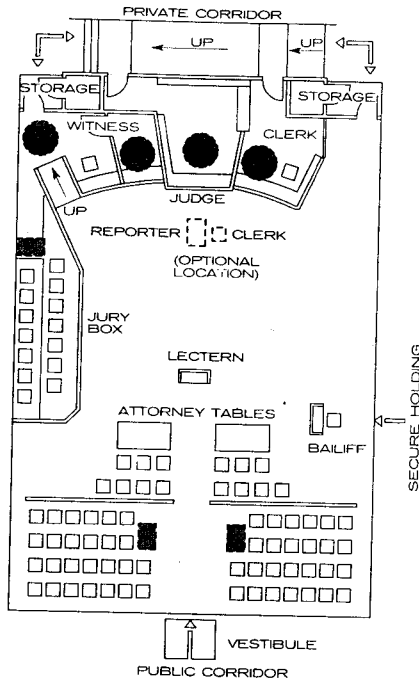 PRIVATE CORRIDOR
UP
UP
STORAGE
STORAGE
WITNESS
CLERK
UP
JUDGE
REPORTER
CLERK
(OPTIONAL
LOCATION)
JURY
BOX
LECTERN
ATTORNEY TABLES
BAILIFF
SECURE HOLDING
VESTIBULE
PUBLIC CORRIDOR